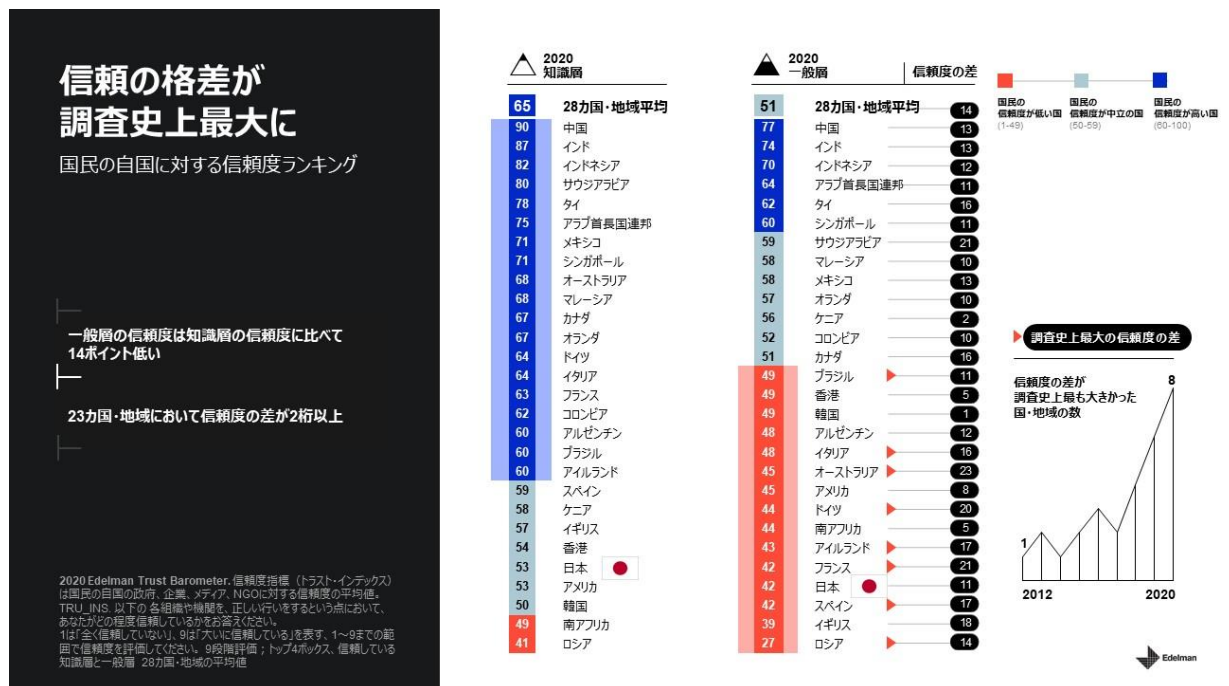 信頼の格差が
調査史上最大に
国民の自国に対する信頼度ランキング
一般層の信頼度は知識層の信頼度に比べて
14ポイント低い
23カ国・地域において信頼度の差が2桁以上
2020 Edelman Trust Barometer. 信頼度指標（トラスト・インデックス）
は国民の自国の政府、企業、メディア、NGOに対する信頼度の平均値。
TRU_INS. 以下の 各組織や機関を、正しい行いをするという点において、
あなたがどの程度信頼しているかをお答えください。
1は「全く信頼していない」、9は「大いに信頼している」を表す、1～9までの範
囲で信頼度を評価してください。9段階評価；トップ4ボックス、信頼している
知識層と一般層 28カ国・地域の平均値
2020
知識層
65 28カ国・地域平均
90 中国
87 インド
82 インドネシア
80 サウジアラビア
78 タイ
75 アラブ首長国連邦
71 メキシコ
71 シンガポール
68 オーストラリア
68 マレーシア
67 カナダ
67 オランダ
64 ドイツ
64 イタリア
63 フランス
62 コロンビア
60 アルゼンチン
60 ブラジル
60 アイルランド
59 スペイン
58 ケニア
57 イギリス
54 香港
53 日本
53 アメリカ
50 韓国
49 南アフリカ
41 ロシア
2020
一般層 信頼度の差
51 28カ国・地域平均 14
77 中国 13
74 インド 13
70 インドネシア 12
64 アラブ首長国連邦 11
62 タイ 16
60 シンガポール 11
59 サウジアラビア 21
58 マレーシア 10
58 メキシコ 13
57 オランダ 10
56 ケニア 2
52 コロンビア 10
51 カナダ 16
49 ブラジル 11
49 香港 5
49 韓国 1
48 アルゼンチン 12
48 イタリア 16
45 オーストラリア 23
45 アメリカ 8
44 ドイツ 20
44 南アフリカ 5
43 アイルランド 17
42 フランス 21
42 日本 11
42 スペイン 17
39 イギリス 18
27 ロシア 14
国民の
信頼度が低い国
(1-49)
国民の
信頼度が中立の国
(50-59)
国民の
信頼度が高い国
(60-100)
調査史上最大の信頼度の差
信頼度の差が
調査史上最も大きかった
国・地域の数
8
1
2012 2020
Edelman